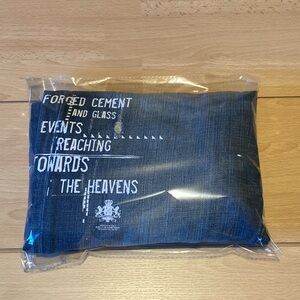 FORGED CEMENT
AND GLASS
EVENTS
REACHING
TOWARDS
THE HEAVENS